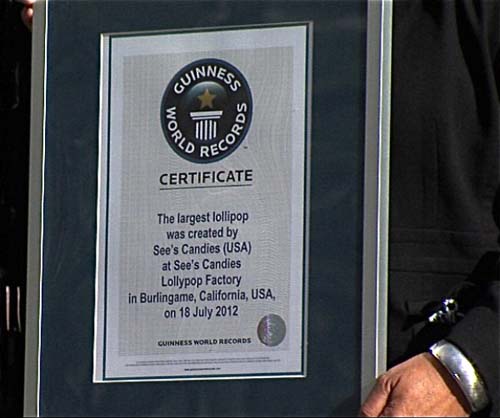 GUINNESS
WORLD RECORDS
CERTIFICATE
The largest lollipop
was created by
See's Candies (USA)
at See's Candies
Lollypop Factory
in Burlingame, California, USA,
on 18 July 2012
GUINNESS WORLD RECORDS